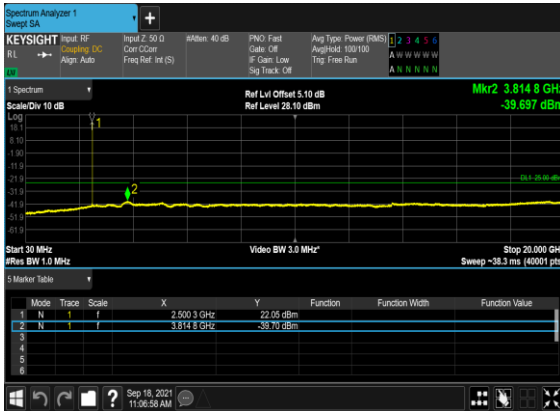 Spectrum Analyzer 1
Swept SA
+
KEYSIGHT Input: RF Input Z: 50 Ω #Atten: 40 dB PNO: Fast Avg Type: Power (RMS) 1 2 3 4 5 6
RL Coupling: DC Corr CCorr Gate: Off Avg|Hold: 100/100 A W W W W W
Align: Auto Freq Ref: Int (S) IF Gain: Low Trig: Free Run
Sig Track: Off A N N N N N
1 Spectrum Ref Lvl Offset 5.10 dB Mkr2 3.814 8 GHz
Scale/Div 10 dB Ref Level 28.10 dBm -39.697 dBm
Log
18.1
1
8.10
-1.90
-11.9
-21.9
DL1 -25.00 dBm
-31.9
2
-41.9
-51.9
-61.9
Start 30 MHz Video BW 3.0 MHz* Stop 20.000 GHz
#Res BW 1.0 MHz Sweep ~38.3 ms (40001 pts)
5 Marker Table
Mode Trace Scale X Y Function Function Width Function Value
1 N 1 f 2.500 3 GHz 22.05 dBm
2 N 1 f 3.814 8 GHz -39.70 dBm
3
4
5
6
? Sep 18, 2021
11:06:58 AM